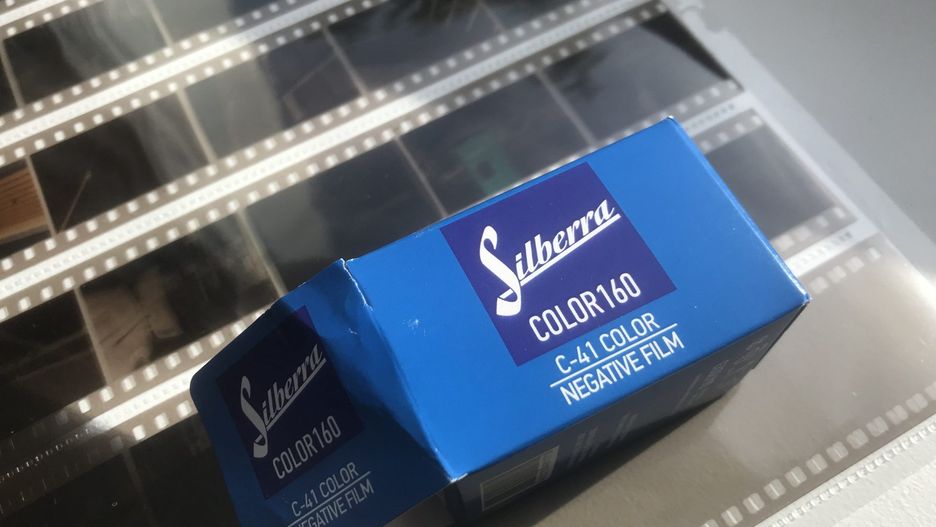 Silberra
COLOR160
C-41 COLOR
NEGATIVE FILM
Silberra
COLOR160
C-41 COLOR
NEGATIVE FILM